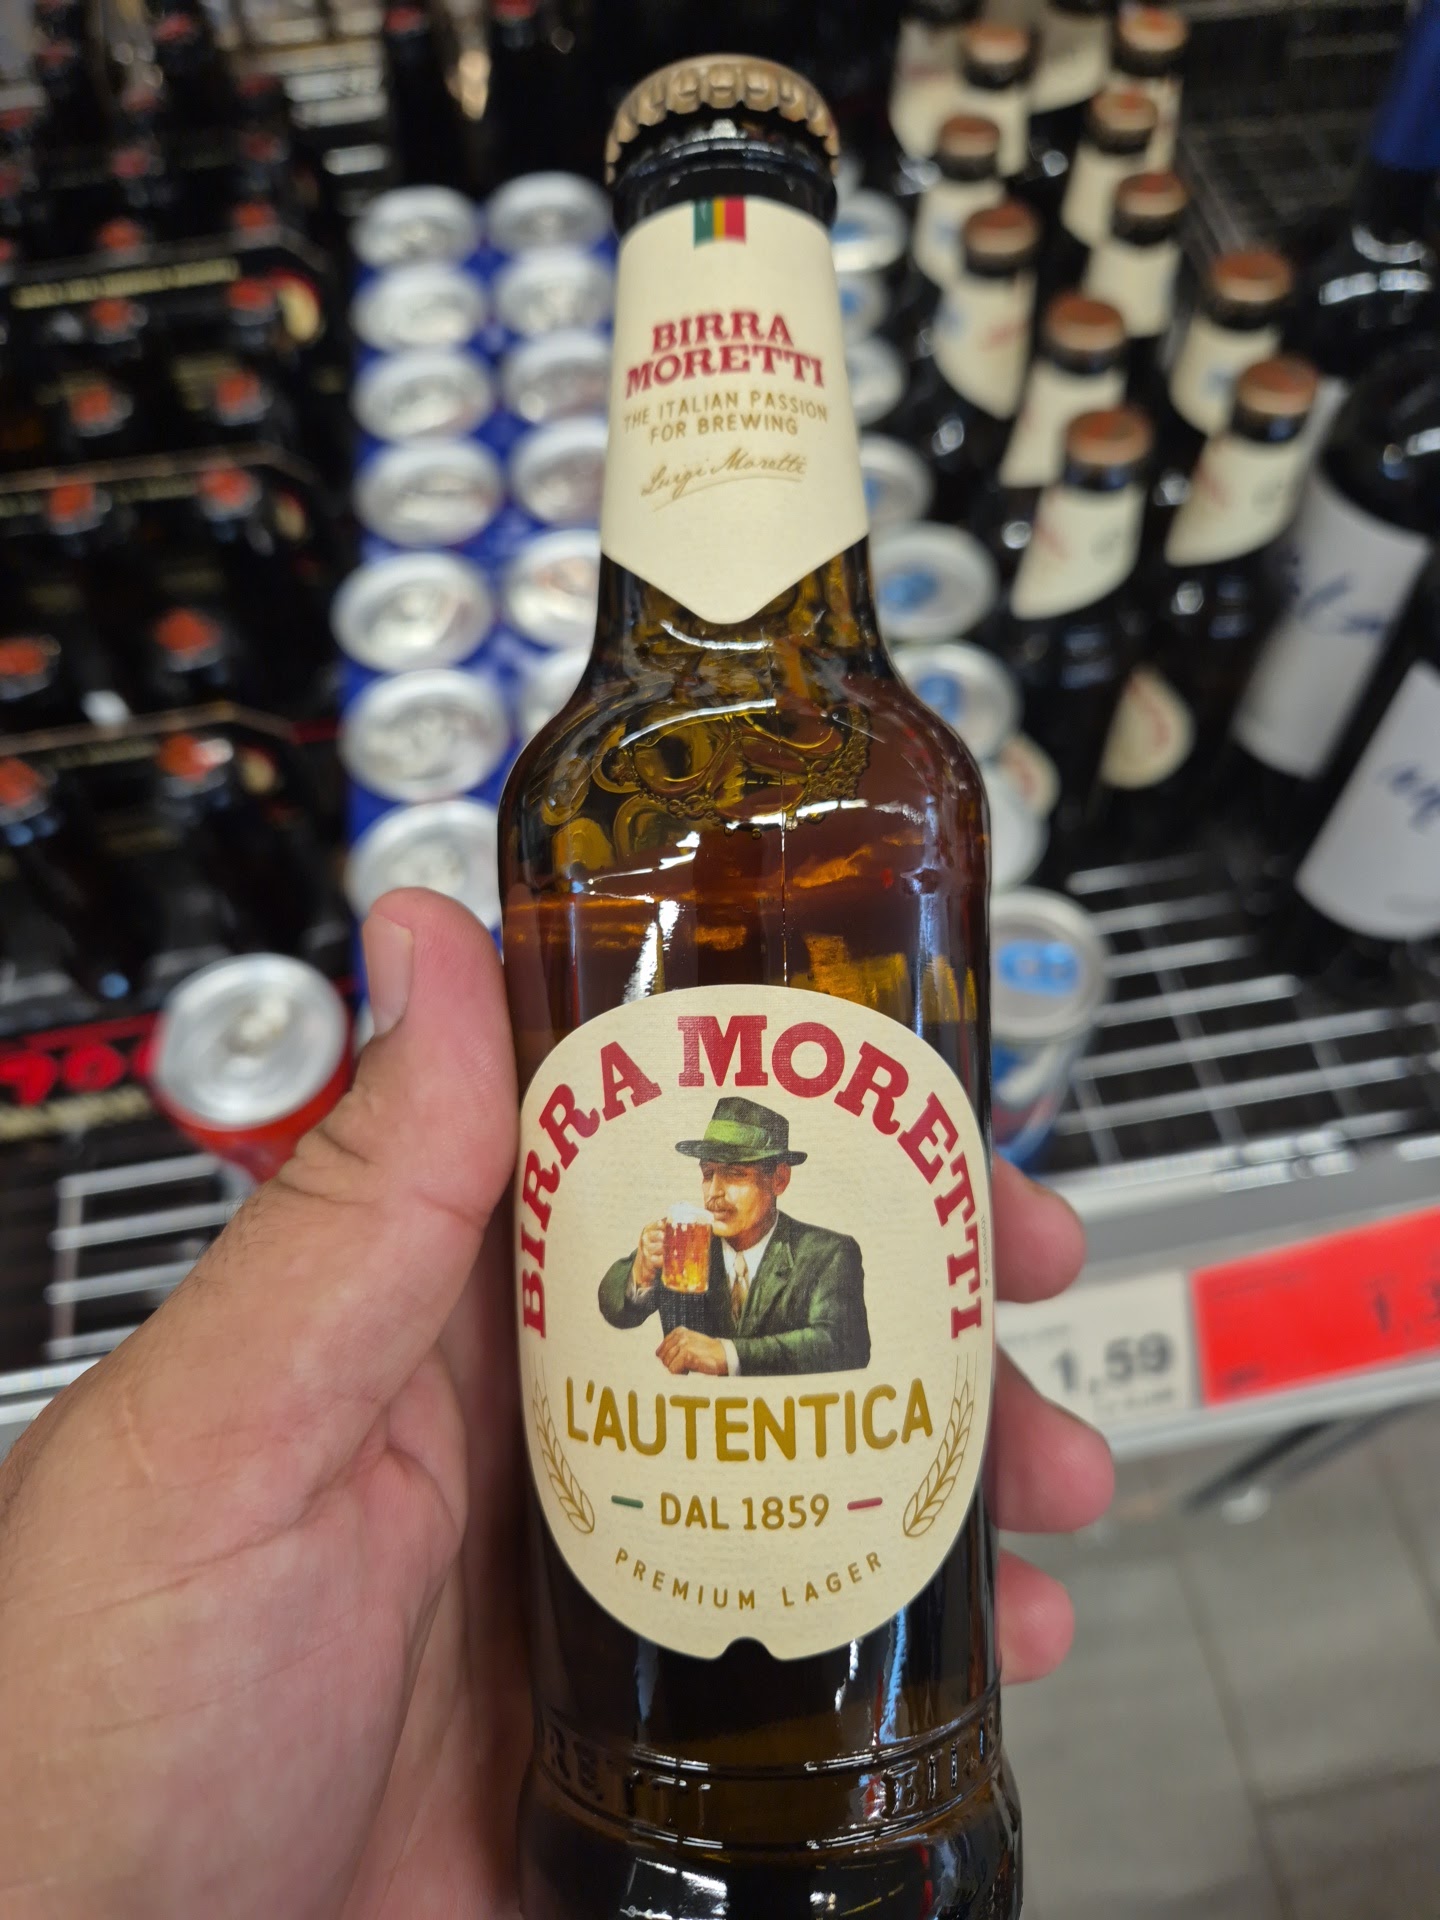 BIRRA
MORETTI
THE ITALIAN PASSION
FOR BREWING
Luigi Moretti
BIRRA MORETTI
L'AUTENTICA
DAL 1859
PREMIUM LAGER
1,59